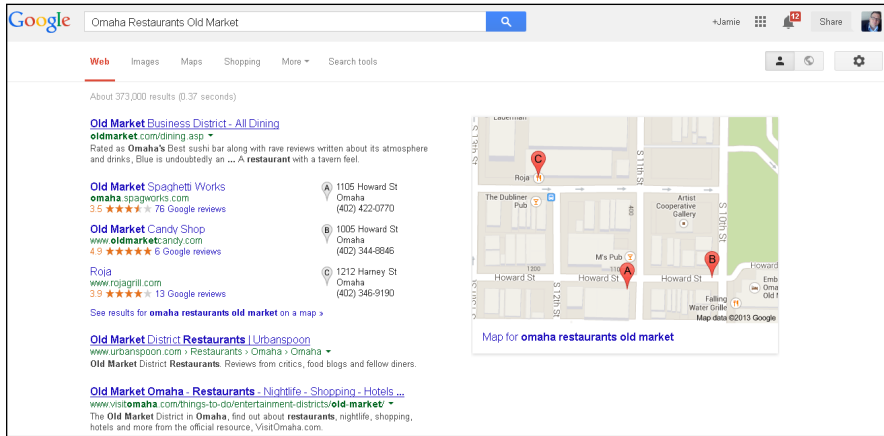 Google
Omaha Restaurants Old Market
+Jamie
12
Share
Web Images Maps Shopping More Search tools
About 373,000 results (0.37 seconds)
Old Market Business District - All Dining
oldmarket.com/dining.asp
Rated as Omaha's Best sushi bar along with rave reviews written about its atmosphere
and drinks, Blue is undoubtedly an ... A restaurant with a tavern feel.
Old Market Spaghetti Works
omaha.spagworks.com
3.5 76 Google reviews
A 1105 Howard St
Omaha
(402) 422-0770
Old Market Candy Shop
www.oldmarketcandy.com
4.9 6 Google reviews
B 1005 Howard St
Omaha
(402) 344-8846
Roja
www.rojagrill.com
3.9 13 Google reviews
C 1212 Harney St
Omaha
(402) 346-9190
See results for omaha restaurants old market on a map »
Old Market District Restaurants | Urbanspoon
www.urbanspoon.com › Restaurants › Omaha › Omaha
Old Market District Restaurants. Reviews from critics, food blogs and fellow diners.
Old Market Omaha - Restaurants - Nightlife - Shopping - Hotels ...
www.visitomaha.com/things-to-do/entertainment-districts/old-market/
The Old Market District in Omaha, find out about restaurants, nightlife, shopping,
hotels and more from the official resource, VisitOmaha.com.
S 13th St
S 11th St
C
Roja
The Dubliner
Pub
Artist
Cooperative
Gallery
S 10th St
M's Pub
1200
A
B
Howard St
Howard St
Howard
S 12th St
Falling
Water Grille
Map data ©2013 Google
Map for omaha restaurants old market